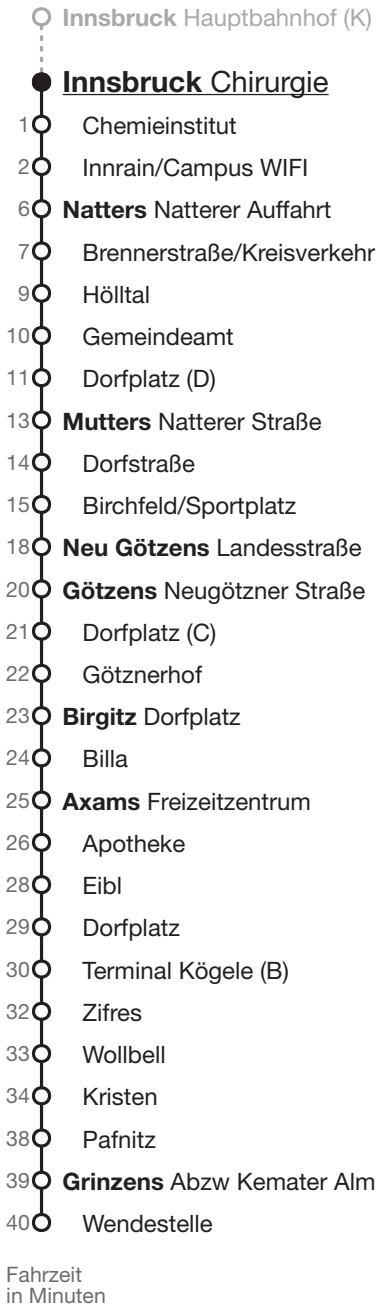 Innsbruck Hauptbahnhof (K)
Innsbruck Chirurgie
1 Chemieinstitut
2 Innrain/Campus WIFI
6 Natters Natterer Auffahrt
7 Brennerstraße/Kreisverkehr
9 Hölltal
10 Gemeindeamt
11 Dorfplatz (D)
13 Mutters Natterer Straße
14 Dorfstraße
15 Birchfeld/Sportplatz
18 Neu Götzens Landesstraße
20 Götzens Neugötzner Straße
21 Dorfplatz (C)
22 Götznerhof
23 Birgitz Dorfplatz
24 Billa
25 Axams Freizeitzentrum
26 Apotheke
28 Eibl
29 Dorfplatz
30 Terminal Kögele (B)
32 Zifres
33 Wollbell
34 Kristen
38 Pafnitz
39 Grinzens Abzw Kemater Alm
40 Wendestelle
Fahrzeit
in Minuten